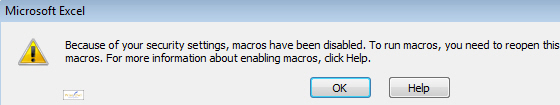 Microsoft Excel
Because of your security settings, macros have been disabled. To run macros, you need to reopen this
macros. For more information about enabling macros, click Help.
OK
Help